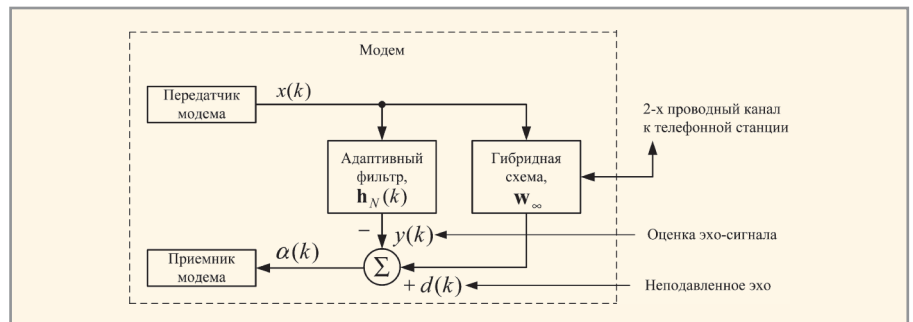 Модем
Передатчик
модема
x(k)
2-х проводный канал
к телефонной станции
Адаптивный
фильтр,
h_N(k)
Гибридная
схема,
w_∞
− y(k)
Оценка эхо-сигнала
Приемник
модема
α(k)
Σ
+ d(k)
Неподавленное эхо